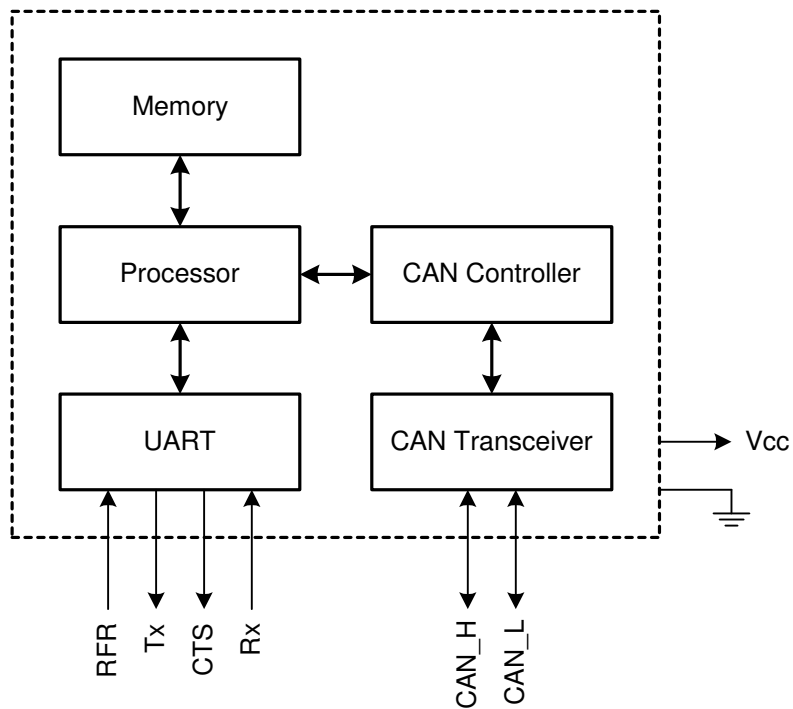 Memory
Processor
CAN Controller
UART
CAN Transceiver
Vcc
RFR
Tx
CTS
Rx
CAN_H
CAN_L